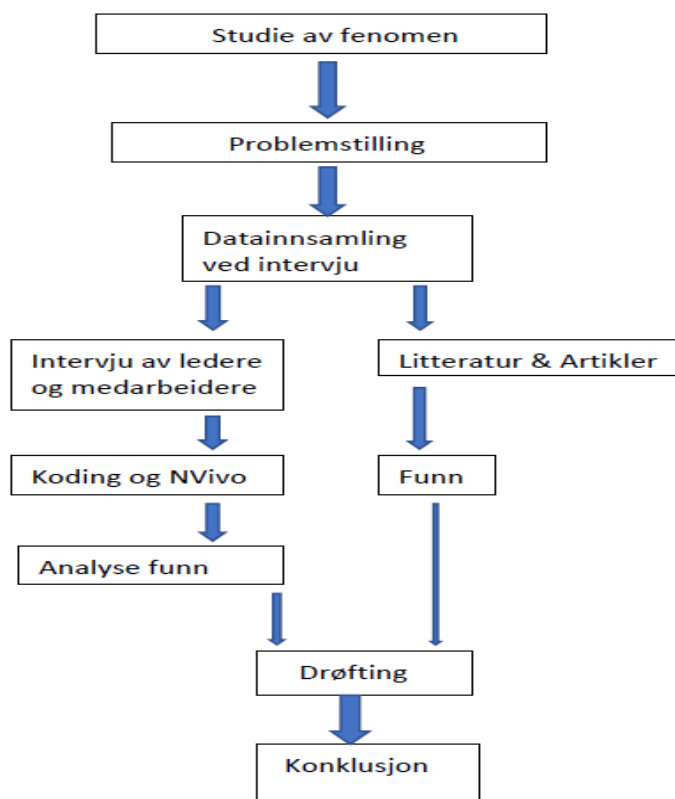 Studie av fenomen
Problemstilling
Datainnsamling
ved intervju
Intervju av ledere
og medarbeidere
Litteratur & Artikler
Koding og NVivo
Funn
Analyse funn
Drøfting
Konklusjon